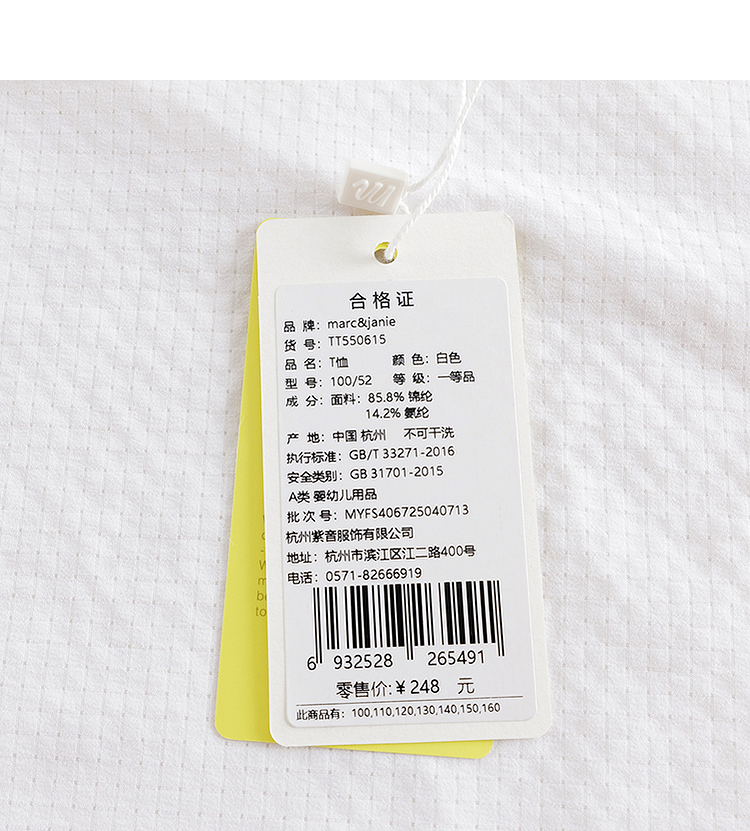 合格证
品 牌：marc&janie
货 号：TT550615
品 名：T恤 颜 色：白色
型 号：100/52 等 级：一等品
成 分：面料：85.8% 锦纶
14.2% 氨纶
产 地：中国 杭州 不可干洗
执行标准：GB/T 33271-2016
安全类别：GB 31701-2015
A类 婴幼儿用品
批 次 号：MYFS406725040713
杭州紫音服饰有限公司
地址：杭州市滨江区江二路400号
电话：0571-82666919
6 932528 265491
零售价:￥248 元
此商品有：100,110,120,130,140,150,160